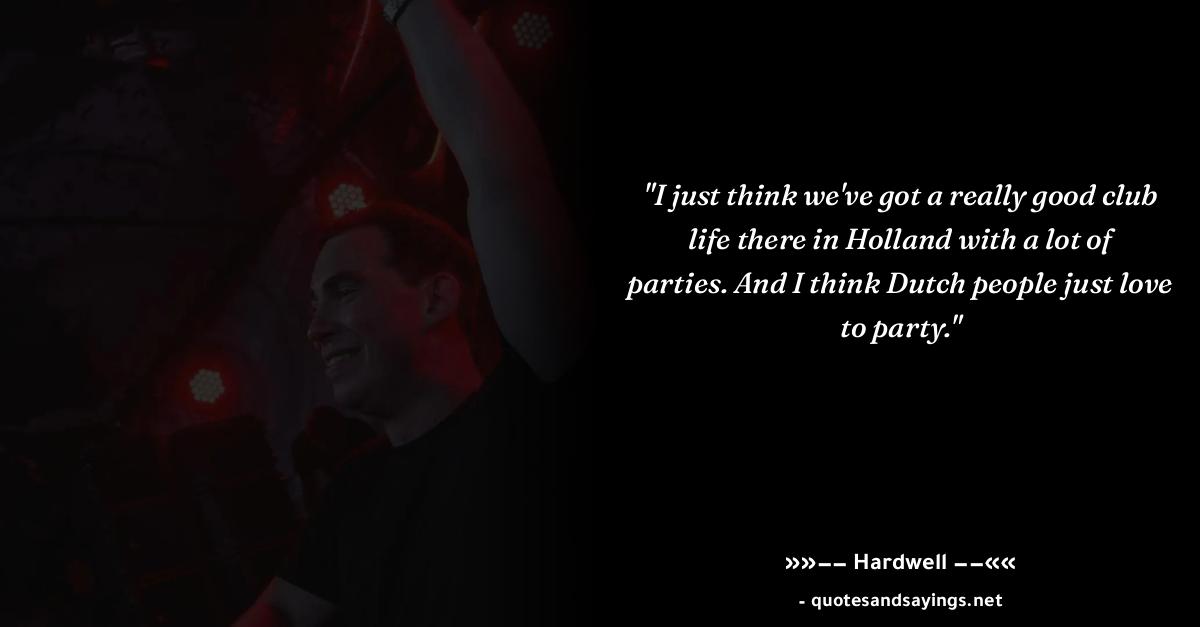 "I just think we've got a really good club
life there in Holland with a lot of
parties. And I think Dutch people just love
to party."
»»−− Hardwell −−««
- quotesandsayings.net